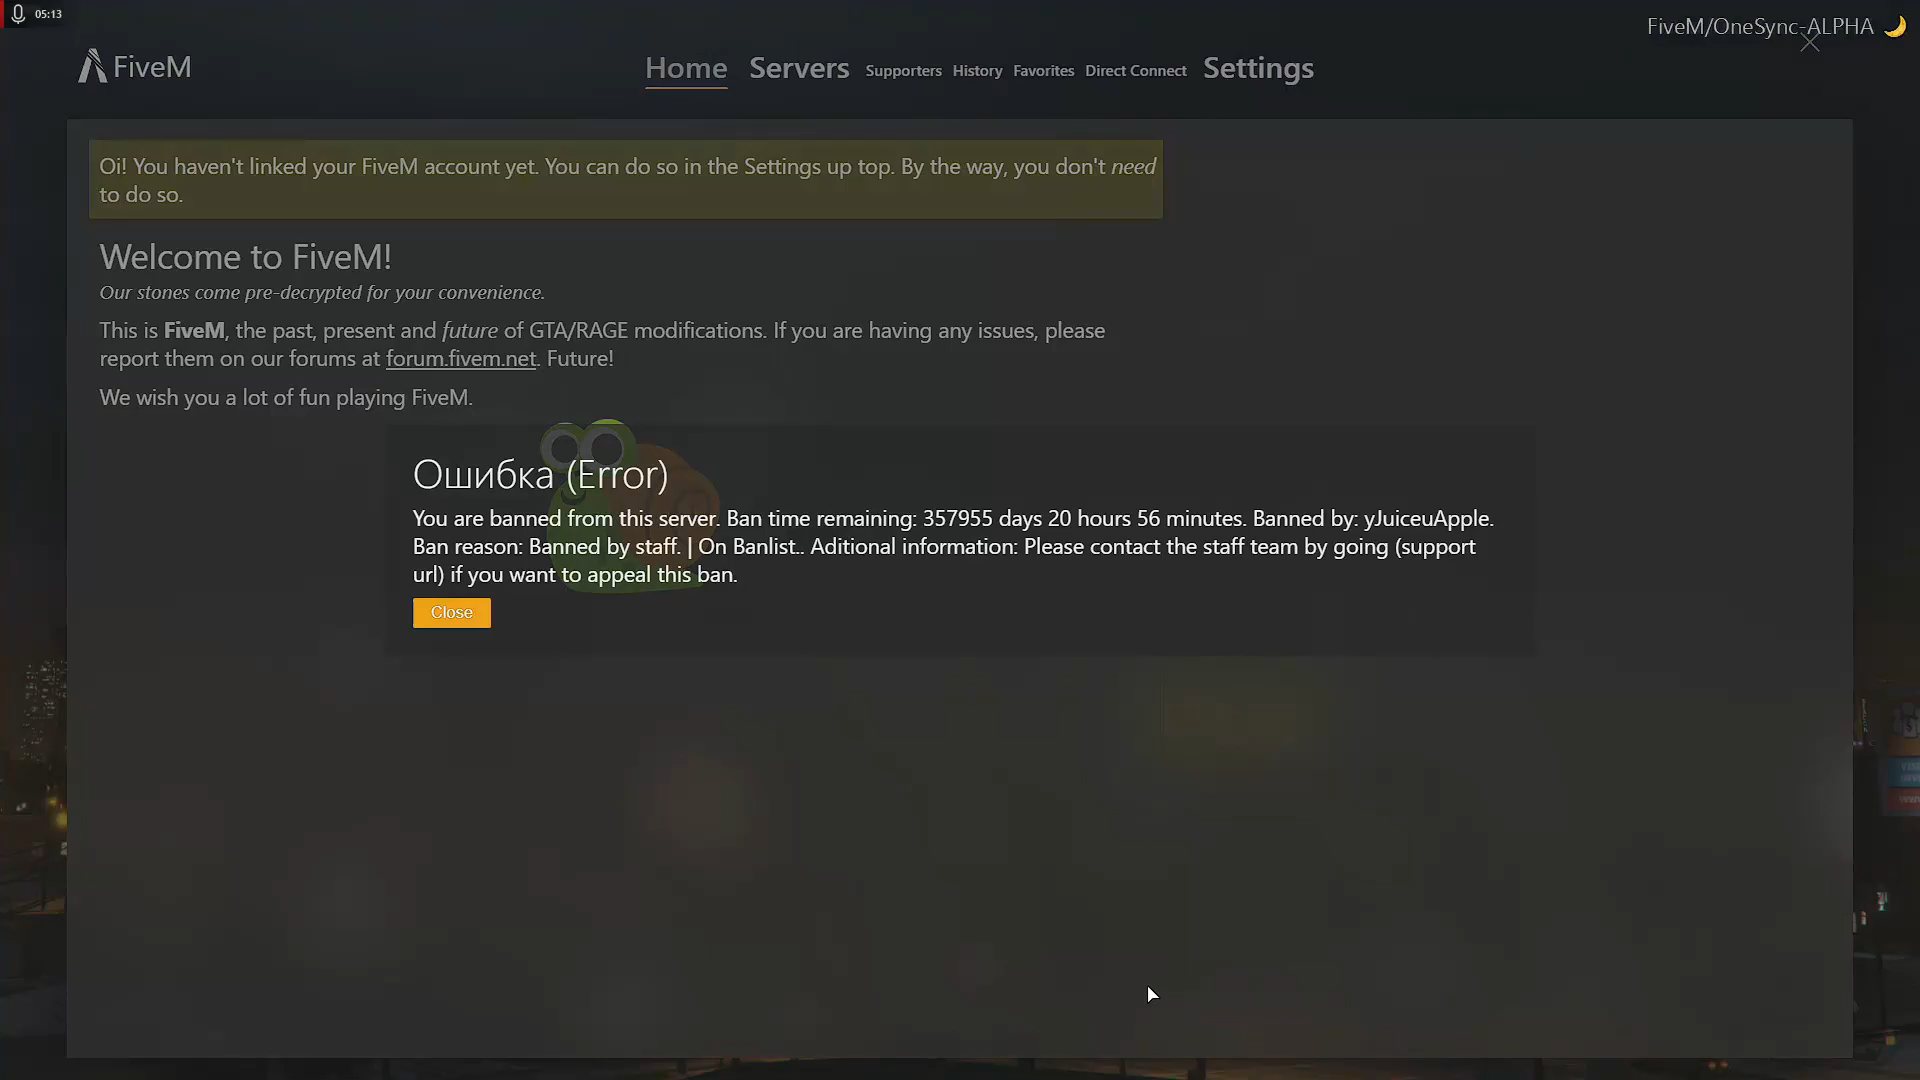 05:13
FiveM/OneSync-ALPHA 🌙
FiveM
Home Servers Supporters History Favorites Direct Connect Settings
Oi! You haven't linked your FiveM account yet. You can do so in the Settings up top. By the way, you don't need
to do so.
Welcome to FiveM!
Our stones come pre-decrypted for your convenience.
This is FiveM, the past, present and future of GTA/RAGE modifications. If you are having any issues, please
report them on our forums at forum.fivem.net. Future!
We wish you a lot of fun playing FiveM.
Ошибка (Error)
You are banned from this server. Ban time remaining: 357955 days 20 hours 56 minutes. Banned by: yJuiceuApple.
Ban reason: Banned by staff. | On Banlist.. Aditional information: Please contact the staff team by going (support
url) if you want to appeal this ban.
Close